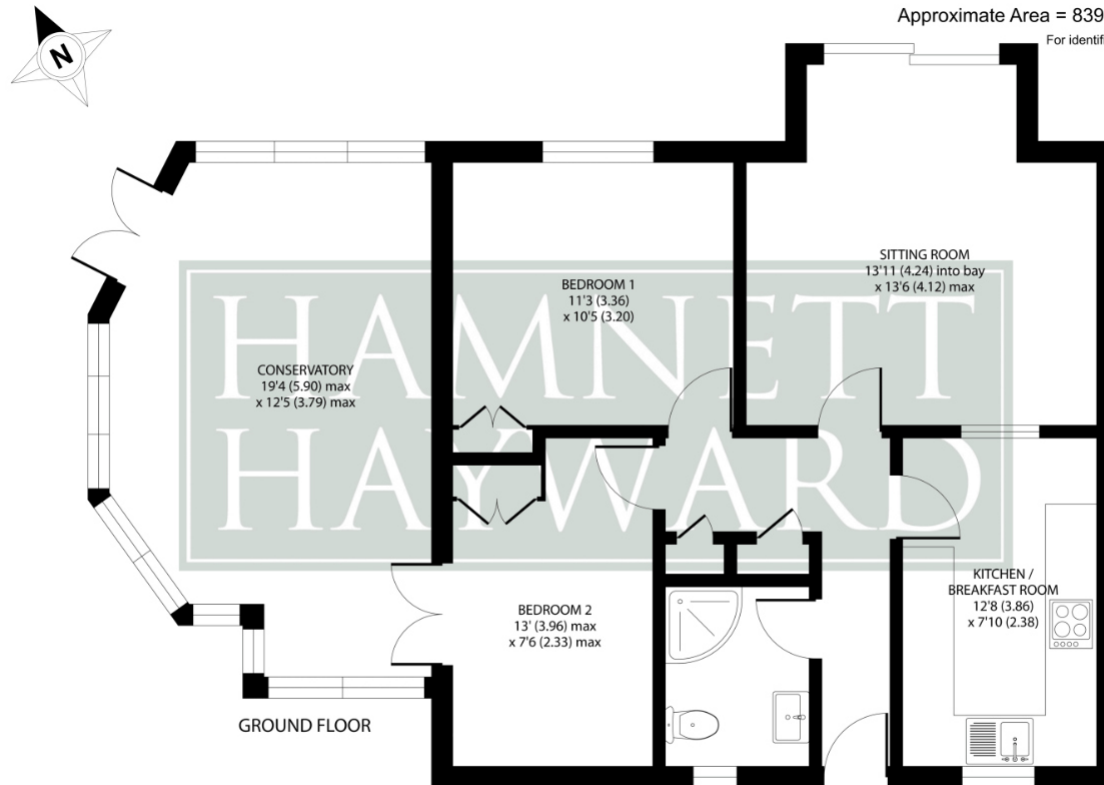 Approximate Area = 839
For identifi
N
SITTING ROOM
13'11 (4.24) into bay
x 13'6 (4.12) max
BEDROOM 1
11'3 (3.36)
x 10'5 (3.20)
HAMNETT
HAYWARD
CONSERVATORY
19'4 (5.90) max
x 12'5 (3.79) max
KITCHEN /
BREAKFAST ROOM
12'8 (3.86)
x 7'10 (2.38)
BEDROOM 2
13' (3.96) max
x 7'6 (2.33) max
GROUND FLOOR